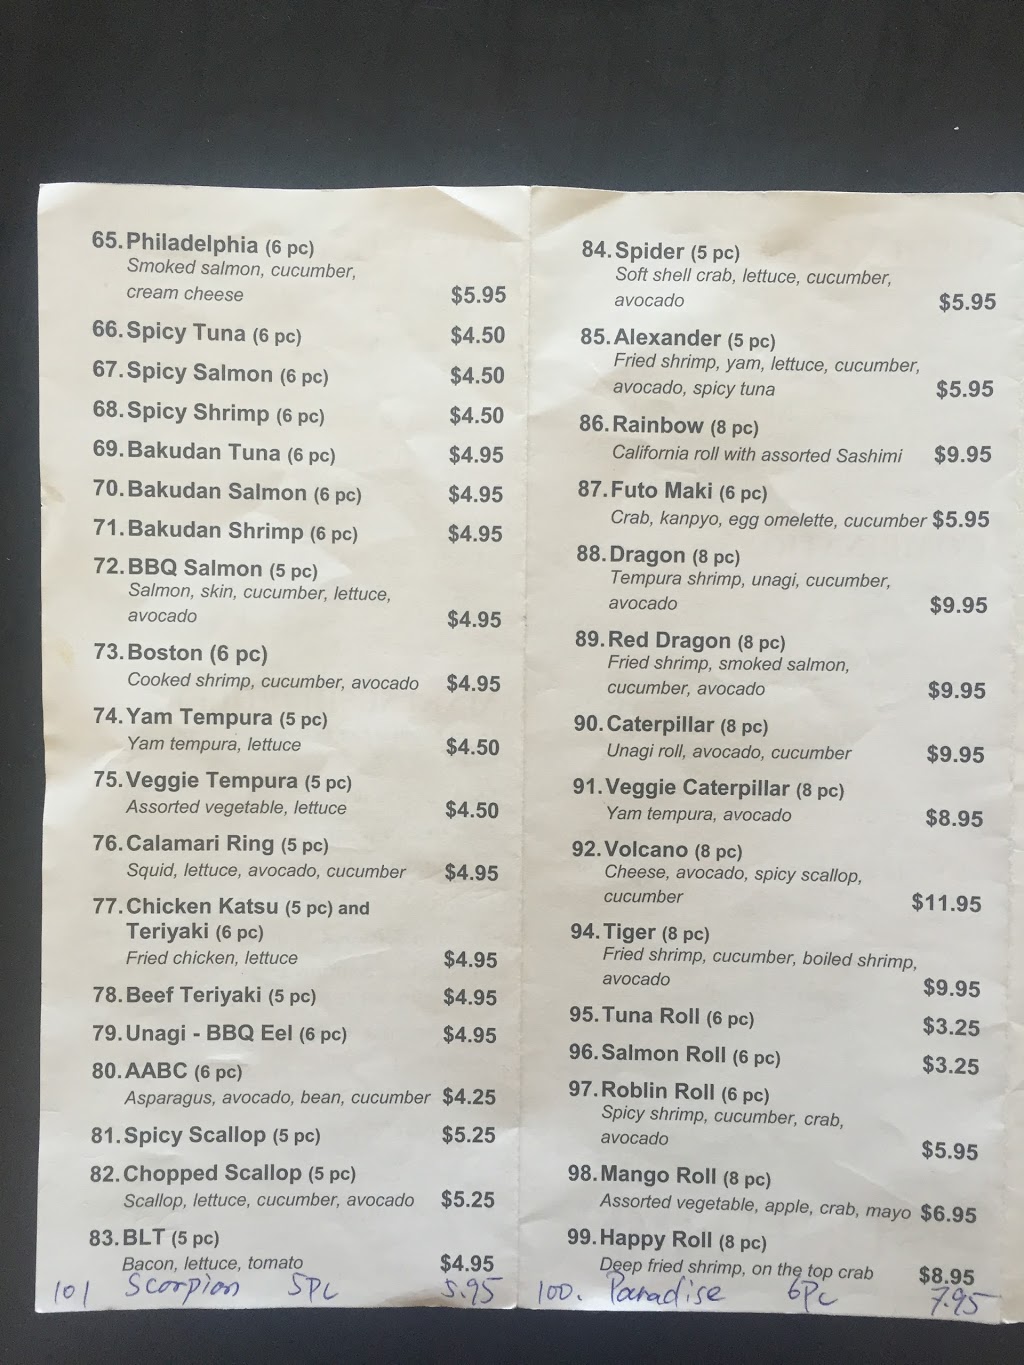 65. Philadelphia (6 pc)
Smoked salmon, cucumber,
cream cheese $5.95
66. Spicy Tuna (6 pc) $4.50
67. Spicy Salmon (6 pc) $4.50
68. Spicy Shrimp (6 pc) $4.50
69. Bakudan Tuna (6 pc) $4.95
70. Bakudan Salmon (6 pc) $4.95
71. Bakudan Shrimp (6 pc) $4.95
72. BBQ Salmon (5 pc)
Salmon, skin, cucumber, lettuce,
avocado $4.95
73. Boston (6 pc)
Cooked shrimp, cucumber, avocado $4.95
74. Yam Tempura (5 pc)
Yam tempura, lettuce $4.50
75. Veggie Tempura (5 pc)
Assorted vegetable, lettuce $4.50
76. Calamari Ring (5 pc)
Squid, lettuce, avocado, cucumber $4.95
77. Chicken Katsu (5 pc) and
Teriyaki (6 pc)
Fried chicken, lettuce $4.95
78. Beef Teriyaki (5 pc) $4.95
79. Unagi - BBQ Eel (6 pc) $4.95
80. AABC (6 pc)
Asparagus, avocado, bean, cucumber $4.25
81. Spicy Scallop (5 pc) $5.25
82. Chopped Scallop (5 pc)
Scallop, lettuce, cucumber, avocado $5.25
83. BLT (5 pc)
Bacon, lettuce, tomato $4.95
101 Scorpion 5pc 5.95
84. Spider (5 pc)
Soft shell crab, lettuce, cucumber,
avocado $5.95
85. Alexander (5 pc)
Fried shrimp, yam, lettuce, cucumber,
avocado, spicy tuna $5.95
86. Rainbow (8 pc)
California roll with assorted Sashimi $9.95
87. Futo Maki (6 pc)
Crab, kanpyo, egg omelette, cucumber $5.95
88. Dragon (8 pc)
Tempura shrimp, unagi, cucumber,
avocado $9.95
89. Red Dragon (8 pc)
Fried shrimp, smoked salmon,
cucumber, avocado $9.95
90. Caterpillar (8 pc)
Unagi roll, avocado, cucumber $9.95
91. Veggie Caterpillar (8 pc)
Yam tempura, avocado $8.95
92. Volcano (8 pc)
Cheese, avocado, spicy scallop,
cucumber $11.95
94. Tiger (8 pc)
Fried shrimp, cucumber, boiled shrimp,
avocado $9.95
95. Tuna Roll (6 pc) $3.25
96. Salmon Roll (6 pc) $3.25
97. Roblin Roll (6 pc)
Spicy shrimp, cucumber, crab,
avocado $5.95
98. Mango Roll (8 pc)
Assorted vegetable, apple, crab, mayo $6.95
99. Happy Roll (8 pc)
Deep fried shrimp, on the top crab $8.95
100. Paradise 6pc 7.95